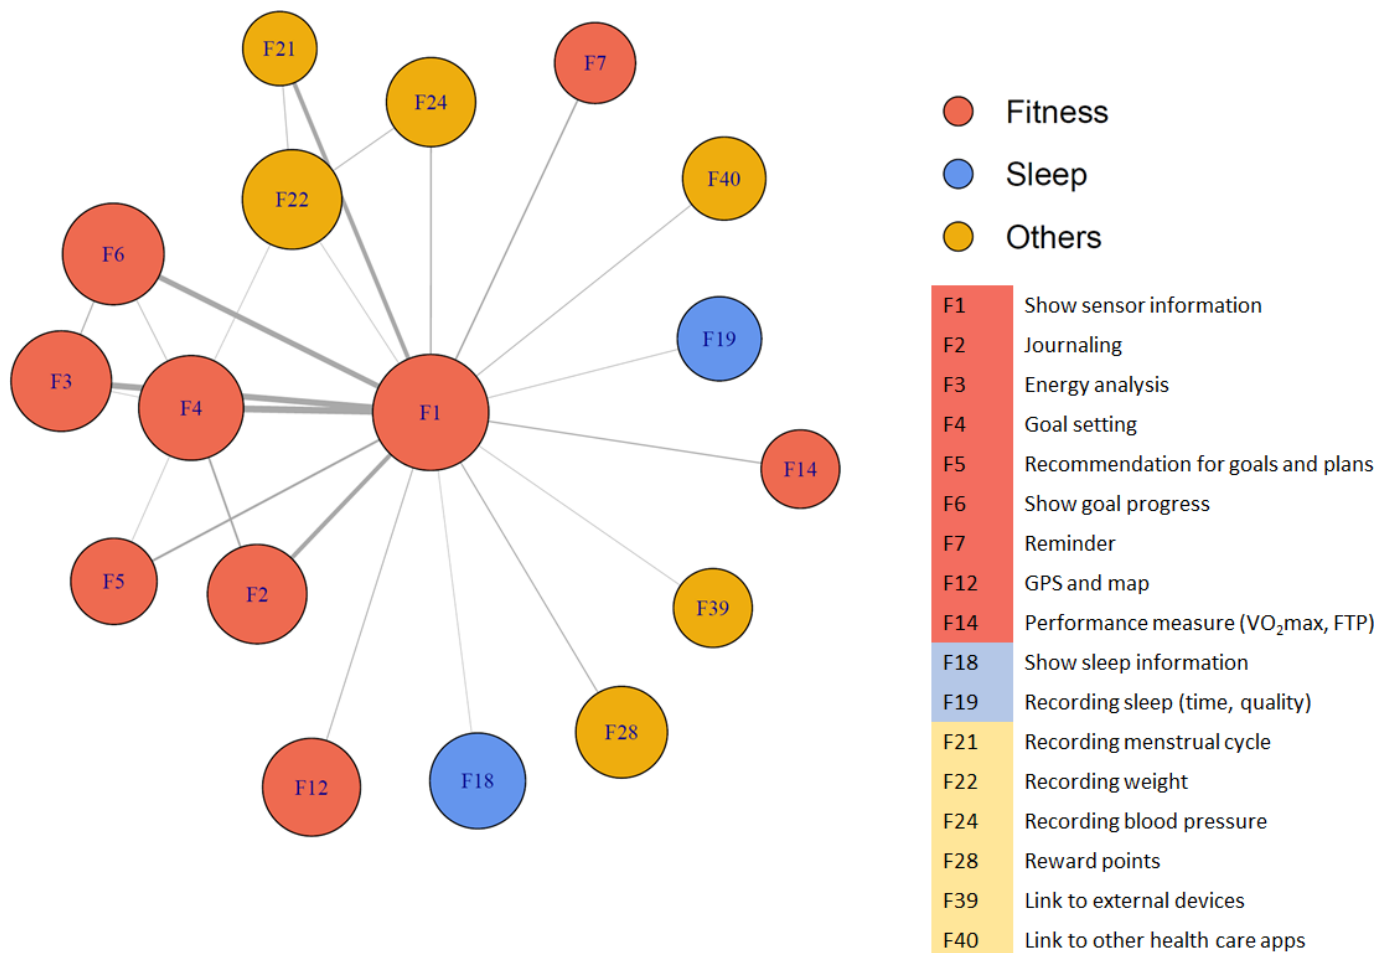 F21
F7
F24
F40
F22
F6
F19
F3
F4
F1
F14
F5
F2
F39
F28
F18
F12
Fitness
Sleep
Others
F1 Show sensor information
F2 Journaling
F3 Energy analysis
F4 Goal setting
F5 Recommendation for goals and plans
F6 Show goal progress
F7 Reminder
F12 GPS and map
F14 Performance measure (VO₂max, FTP)
F18 Show sleep information
F19 Recording sleep (time, quality)
F21 Recording menstrual cycle
F22 Recording weight
F24 Recording blood pressure
F28 Reward points
F39 Link to external devices
F40 Link to other health care apps